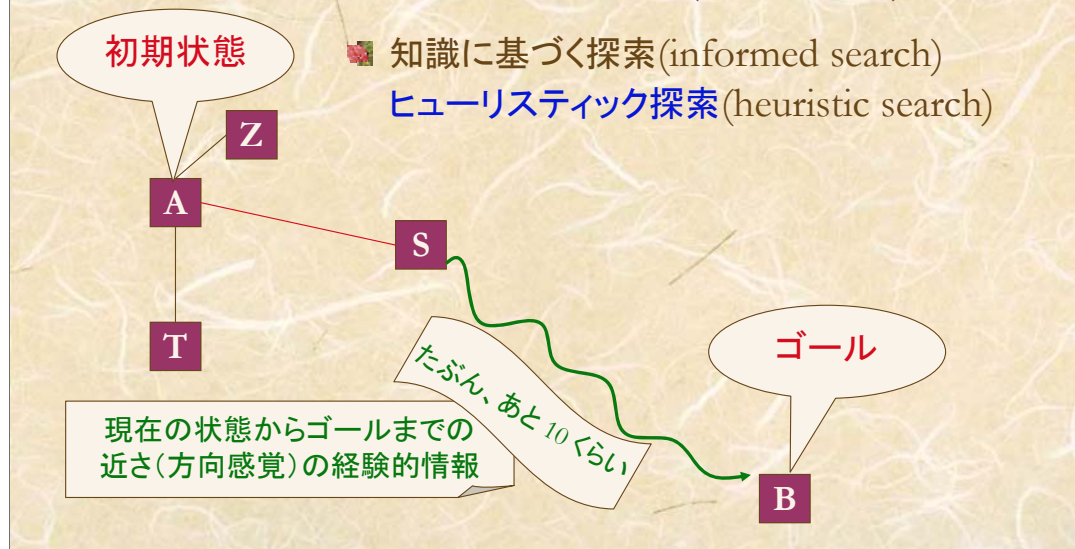 初期状態
知識に基づく探索(informed search)
ヒューリスティック探索(heuristic search)
Z
A
S
T
たぶん、あと 10 くらい
ゴール
現在の状態からゴールまでの
近さ(方向感覚)の経験的情報
B